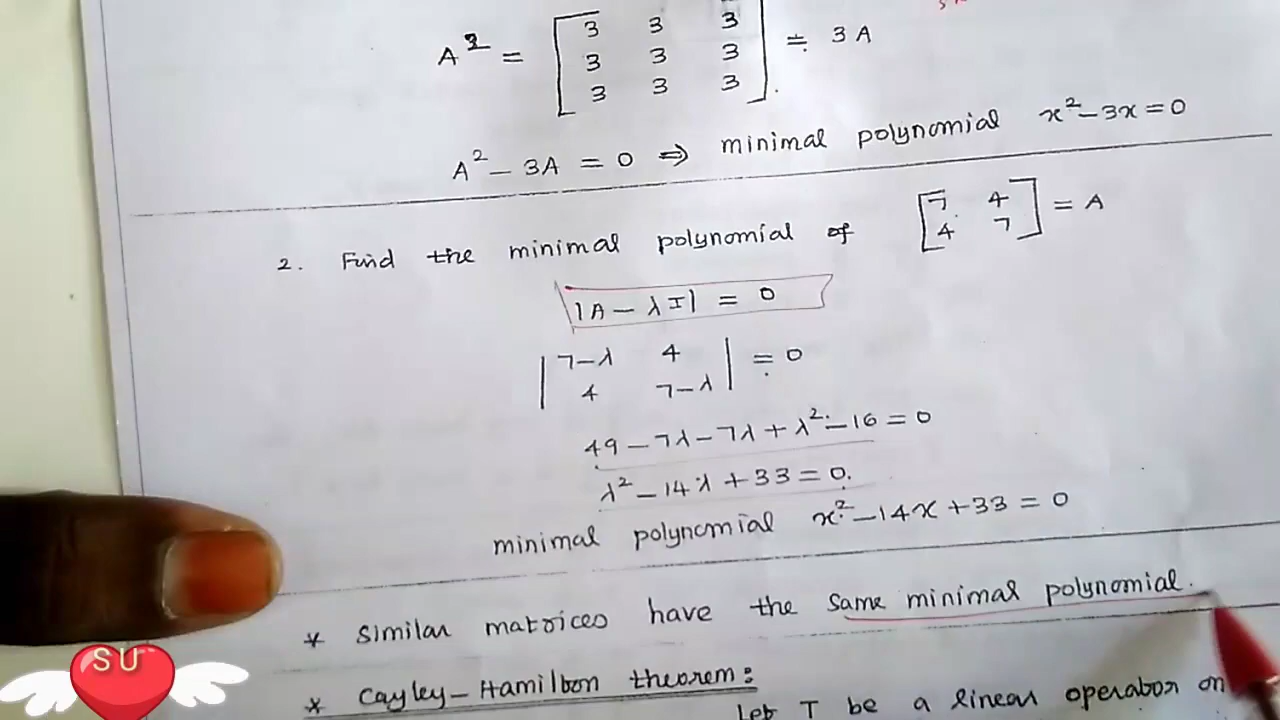 A² = [3 3 3
3 3 3
3 3 3] = 3A
A² - 3A = 0 ⇒ minimal polynomial x² - 3x = 0
2. Find the minimal polynomial of [7 4
4 7] = A
|A - λI| = 0
|7-λ 4
4 7-λ| = 0
49 - 7λ - 7λ + λ² - 16 = 0
λ² - 14λ + 33 = 0.
minimal polynomial x² - 14x + 33 = 0
* Similar matrices have the same minimal polynomial.
* Cayley-Hamilton theorem:
Let T be a linear operator on
SU